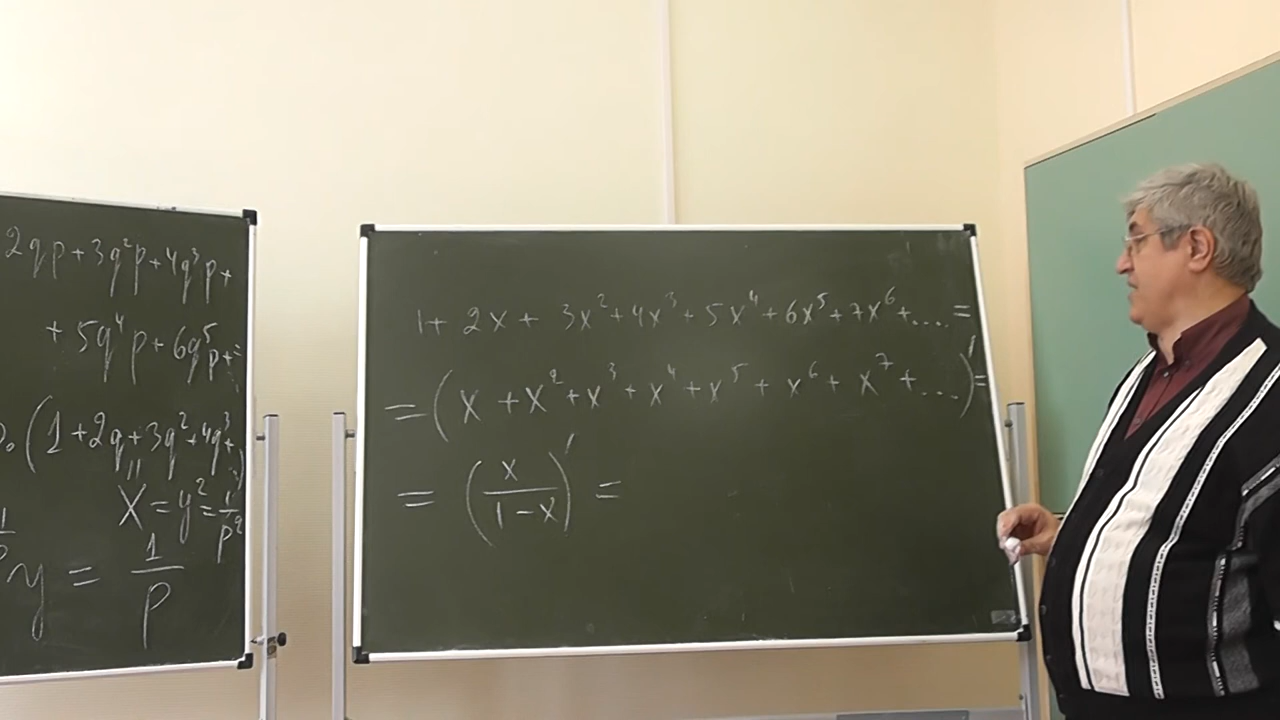 2qp + 3q²p + 4q³p +
+ 5q⁴p + 6q⁵p +
(1 + 2q + 3q² + 4q³ +
X = y² = 1/p²
y = 1/p
1 + 2x + 3x² + 4x³ + 5x⁴ + 6x⁵ + 7x⁶ + .... =
= (x + x² + x³ + x⁴ + x⁵ + x⁶ + x⁷ + ...)' =
= (x/(1 - x))' =